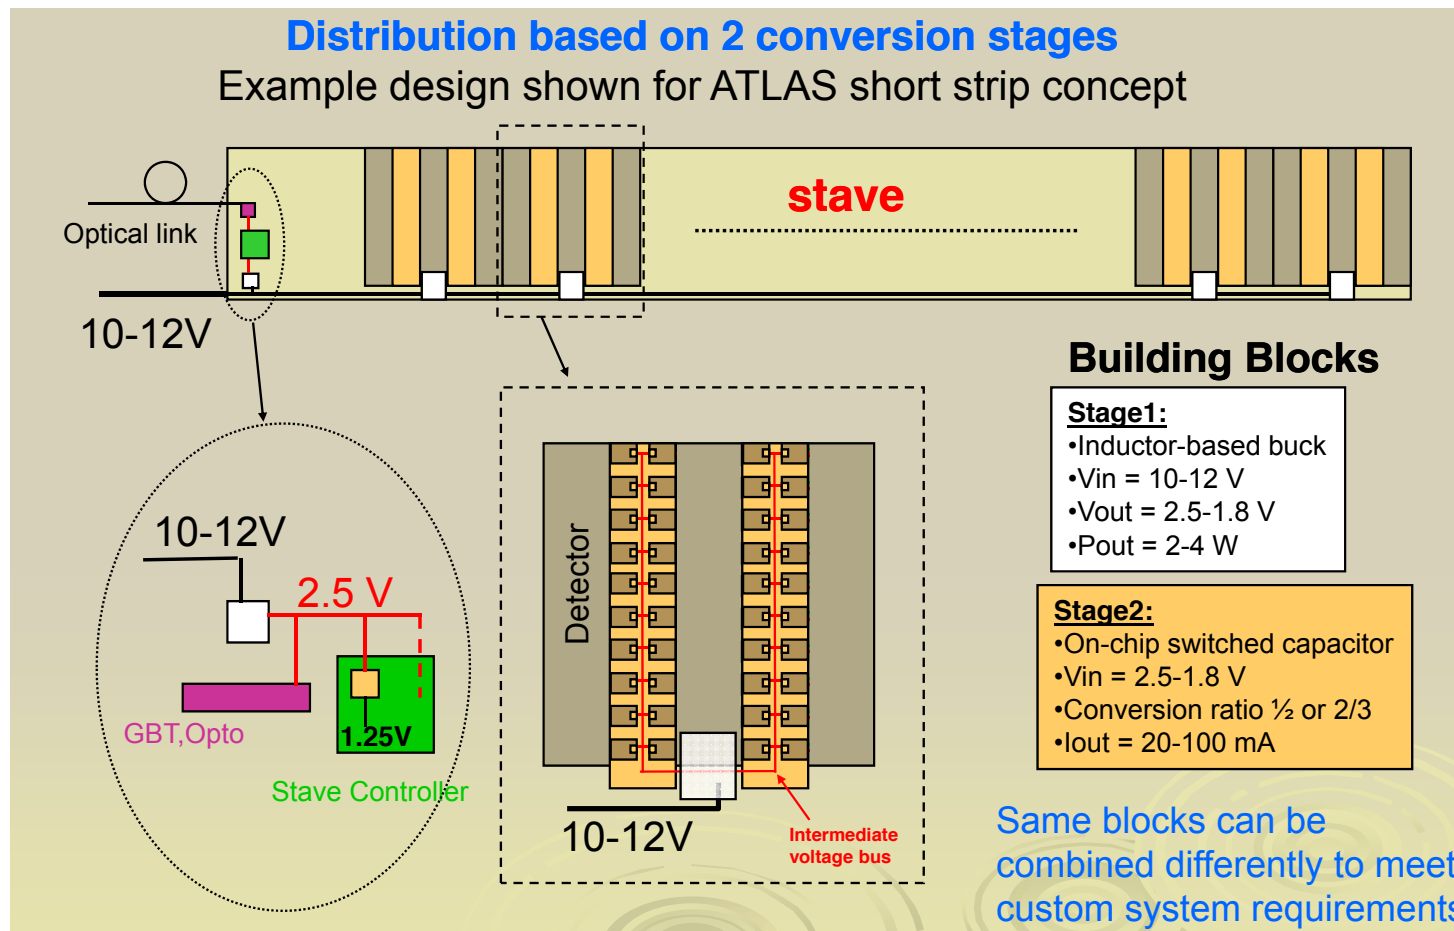 Distribution based on 2 conversion stages
Example design shown for ATLAS short strip concept
stave
Optical link
10-12V
Building Blocks
Stage1:
•Inductor-based buck
•Vin = 10-12 V
•Vout = 2.5-1.8 V
•Pout = 2-4 W
10-12V
2.5 V
GBT,Opto
1.25V
Stave Controller
Detector
10-12V
Intermediate
voltage bus
Stage2:
•On-chip switched capacitor
•Vin = 2.5-1.8 V
•Conversion ratio ½ or 2/3
•Iout = 20-100 mA
Same blocks can be
combined differently to meet
custom system requirements